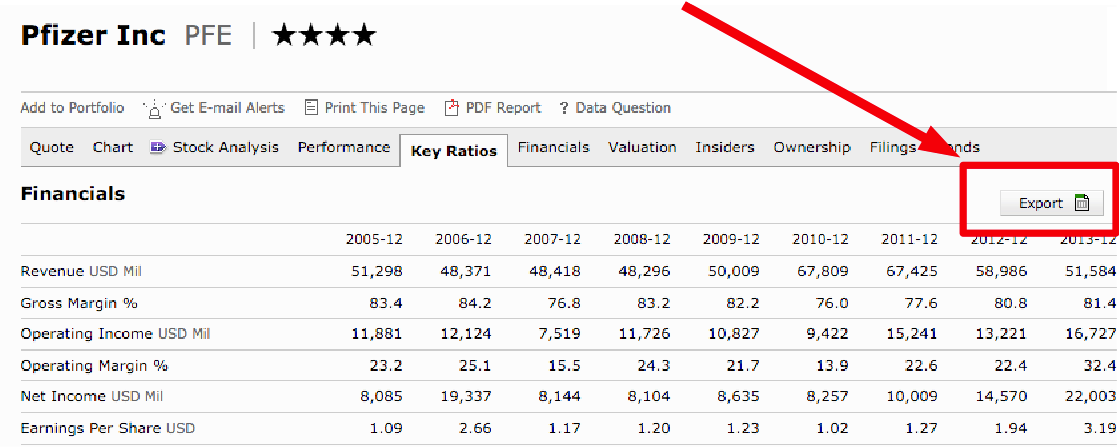 Pfizer Inc PFE
Add to Portfolio Get E-mail Alerts Print This Page PDF Report ? Data Question
Quote Chart Stock Analysis Performance Key Ratios Financials Valuation Insiders Ownership Filings
Financials
Export
2005-12 2006-12 2007-12 2008-12 2009-12 2010-12 2011-12 2012-12 2013-12
Revenue USD Mil 51,298 48,371 48,418 48,296 50,009 67,809 67,425 58,986 51,584
Gross Margin % 83.4 84.2 76.8 83.2 82.2 76.0 77.6 80.8 81.4
Operating Income USD Mil 11,881 12,124 7,519 11,726 10,827 9,422 15,241 13,221 16,727
Operating Margin % 23.2 25.1 15.5 24.3 21.7 13.9 22.6 22.4 32.4
Net Income USD Mil 8,085 19,337 8,144 8,104 8,635 8,257 10,009 14,570 22,003
Earnings Per Share USD 1.09 2.66 1.17 1.20 1.23 1.02 1.27 1.94 3.19